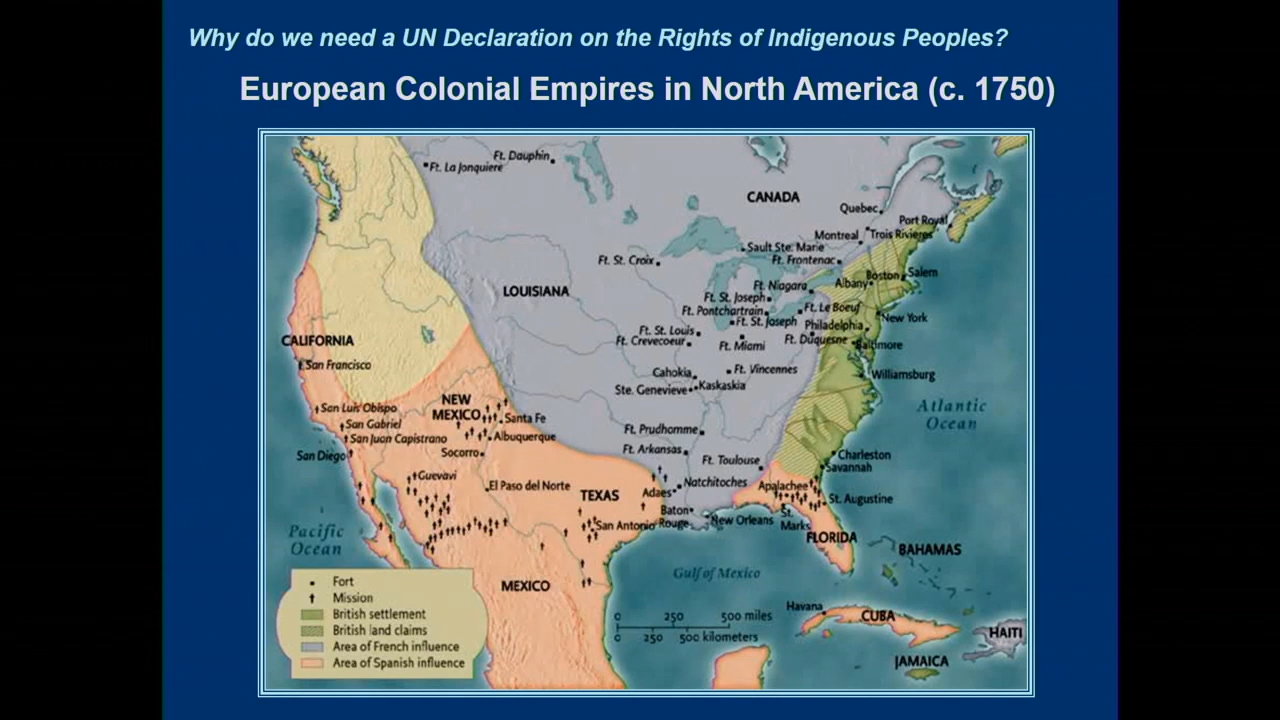 Why do we need a UN Declaration on the Rights of Indigenous Peoples?
European Colonial Empires in North America (c. 1750)
Ft. Dauphin
Ft. La Jonquiere
CANADA
Quebec
Port Royal
Montreal
Trois Rivieres
Sault Ste. Marie
Ft. St. Croix
Ft. Frontenac
Boston
Salem
Albany
LOUISIANA
Ft. Niagara
Ft. St. Joseph
Ft. Pontchartrain
Ft. Le Boeuf
New York
Ft. St. Joseph
Philadelphia
Ft. St. Louis
Ft. Crevecoeur
Ft. Miami
Ft. Duquesne
Baltimore
CALIFORNIA
San Francisco
Cahokia
Ft. Vincennes
Williamsburg
Ste. Genevieve
Kaskaskia
NEW
MEXICO
San Luis Obispo
Santa Fe
Atlantic
Ocean
San Gabriel
San Juan Capistrano
Albuquerque
Ft. Prudhomme
San Diego
Socorro
Ft. Arkansas
Ft. Toulouse
Charleston
Savannah
Guevavi
El Paso del Norte
TEXAS
Adaes
Natchitoches
Apalachee
St. Augustine
Baton
Rouge
New Orleans
St.
Marks
San Antonio
FLORIDA
Pacific
Ocean
BAHAMAS
MEXICO
Gulf of Mexico
Havana
CUBA
HAITI
JAMAICA
0 250 500 miles
0 250 500 kilometers
Fort
Mission
British settlement
British land claims
Area of French influence
Area of Spanish influence